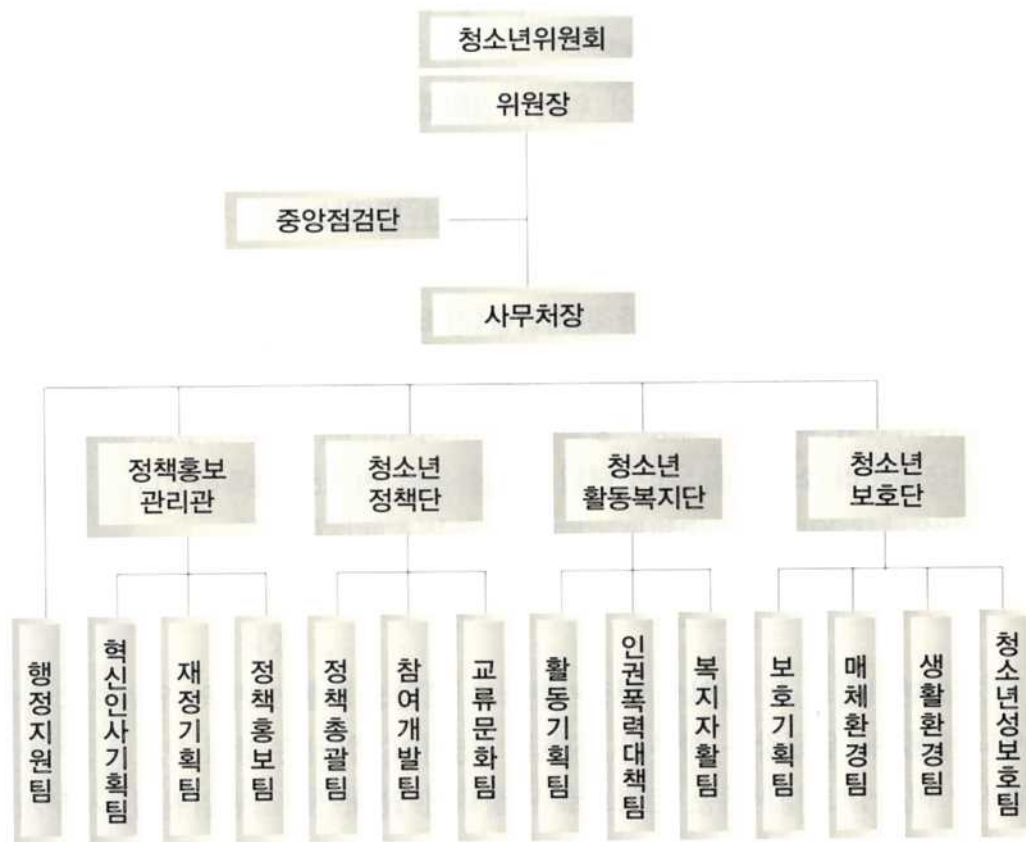 청소년위원회
위원장
중앙점검단
사무처장
정책홍보
관리관
청소년
정책단
청소년
활동복지단
청소년
보호단
행정지원팀
혁신인사기획팀
재정기획팀
정책홍보팀
정책총괄팀
참여개발팀
교류문화팀
활동기획팀
인권폭력대책팀
복지자활팀
보호기획팀
매체환경팀
생활환경팀
청소년성보호팀